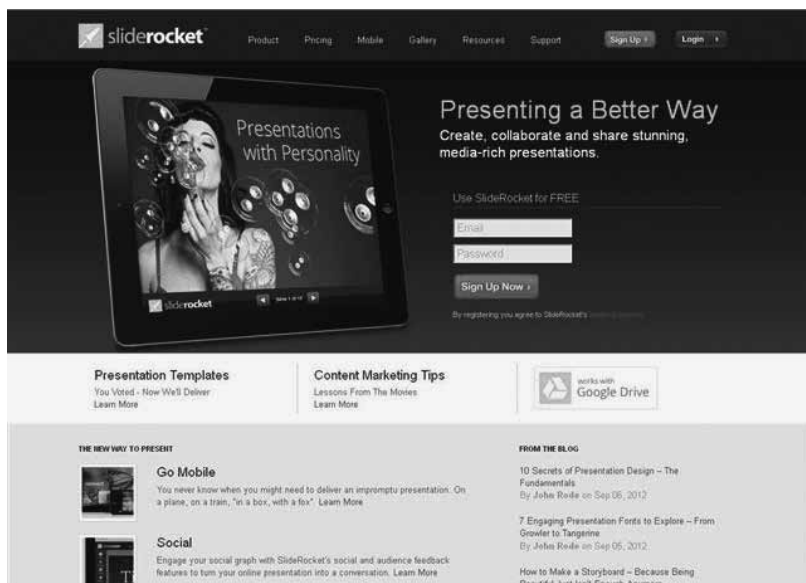 sliderocket
Product Pricing Mobile Gallery Resources Support Sign Up Login
Presentations
with Personality
sliderocket
Slide 1 of 12
Presenting a Better Way
Create, collaborate and share stunning,
media-rich presentations.
Use SlideRocket for FREE
Email
Password
Sign Up Now ›
By registering you agree to SlideRocket's
Presentation Templates
You Voted - Now We'll Deliver
Learn More
Content Marketing Tips
Lessons From The Movies
Learn More
works with
Google Drive
THE NEW WAY TO PRESENT
Go Mobile
You never know when you might need to deliver an impromptu presentation. On
a plane, on a train, "in a box, with a fox". Learn More
Social
Engage your social graph with SlideRocket's social and audience feedback
features to turn your online presentation into a conversation. Learn More
FROM THE BLOG
10 Secrets of Presentation Design – The
Fundamentals
By John Rode on Sep 06, 2012
7 Engaging Presentation Fonts to Explore – From
Growler to Tangerine
By John Rode on Sep 05, 2012
How to Make a Storyboard – Because Being